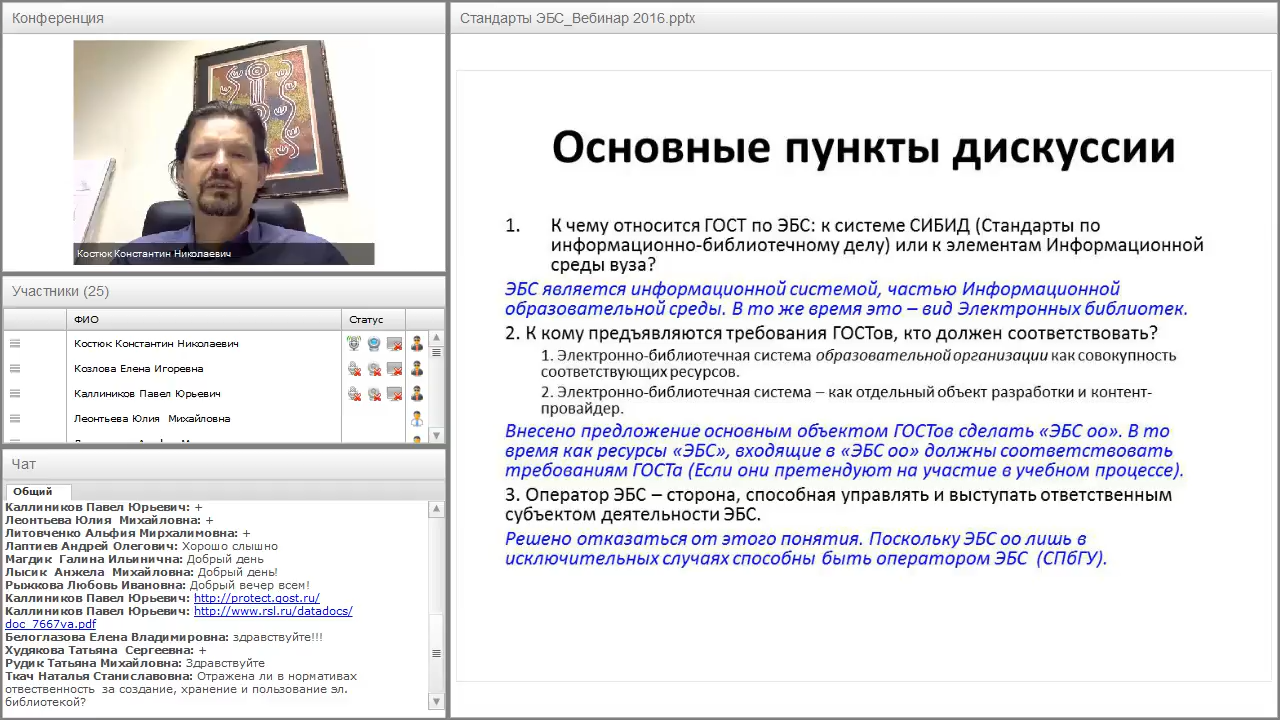 Конференция
Костюк Константин Николаевич
Участники (25)
ФИО
Статус
Костюк Константин Николаевич
Козлова Елена Игоревна
Каллиников Павел Юрьевич
Леонтьева Юлия Михайловна
Чат
Общий
Каллиников Павел Юрьевич: +
Леонтьева Юлия Михайловна: +
Литовченко Альфия Мирхалимовна: +
Лаптиев Андрей Олегович: Хорошо слышно
Магдик Галина Ильинична: Добрый день
Лысик Анжела Михайловна: Добрый день!
Рыжкова Любовь Ивановна: Добрый вечер всем!
Каллиников Павел Юрьевич: http://protect.gost.ru/
Каллиников Павел Юрьевич: http://www.rsl.ru/datadocs/
doc_7667va.pdf
Белоглазова Елена Владимировна: здравствуйте!!!
Худякова Татьяна Сергеевна: +
Рудик Татьяна Михайловна: Здравствуйте
Ткач Наталья Станиславовна: Отражена ли в нормативах
отвественность за создание, хранение и пользование эл.
библиотекой?
Стандарты ЭБС_Вебинар 2016.pptx
Основные пункты дискуссии
1. К чему относится ГОСТ по ЭБС: к системе СИБИД (Стандарты по
информационно-библиотечному делу) или к элементам Информационной
среды вуза?
ЭБС является информационной системой, частью Информационной
образовательной среды. В то же время это – вид Электронных библиотек.
2. К кому предъявляются требования ГОСТов, кто должен соответствовать?
1. Электронно-библиотечная система образовательной организации как совокупность
соответствующих ресурсов.
2. Электронно-библиотечная система – как отдельный объект разработки и контент-
провайдер.
Внесено предложение основным объектом ГОСТов сделать «ЭБС оо». В то
время как ресурсы «ЭБС», входящие в «ЭБС оо» должны соответствовать
требованиям ГОСТа (Если они претендуют на участие в учебном процессе).
3. Оператор ЭБС – сторона, способная управлять и выступать ответственным
субъектом деятельности ЭБС.
Решено отказаться от этого понятия. Поскольку ЭБС оо лишь в
исключительных случаях способны быть оператором ЭБС (СПбГУ).